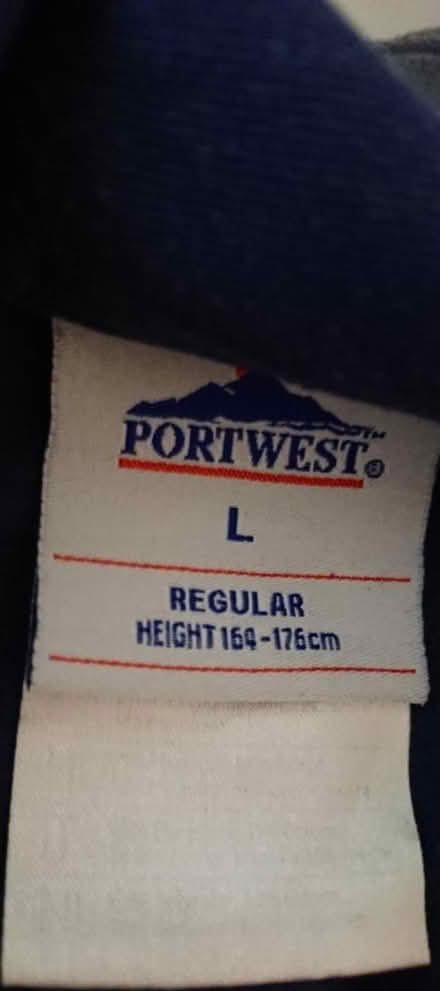 PORTWEST®
L
REGULAR
HEIGHT 164-176cm